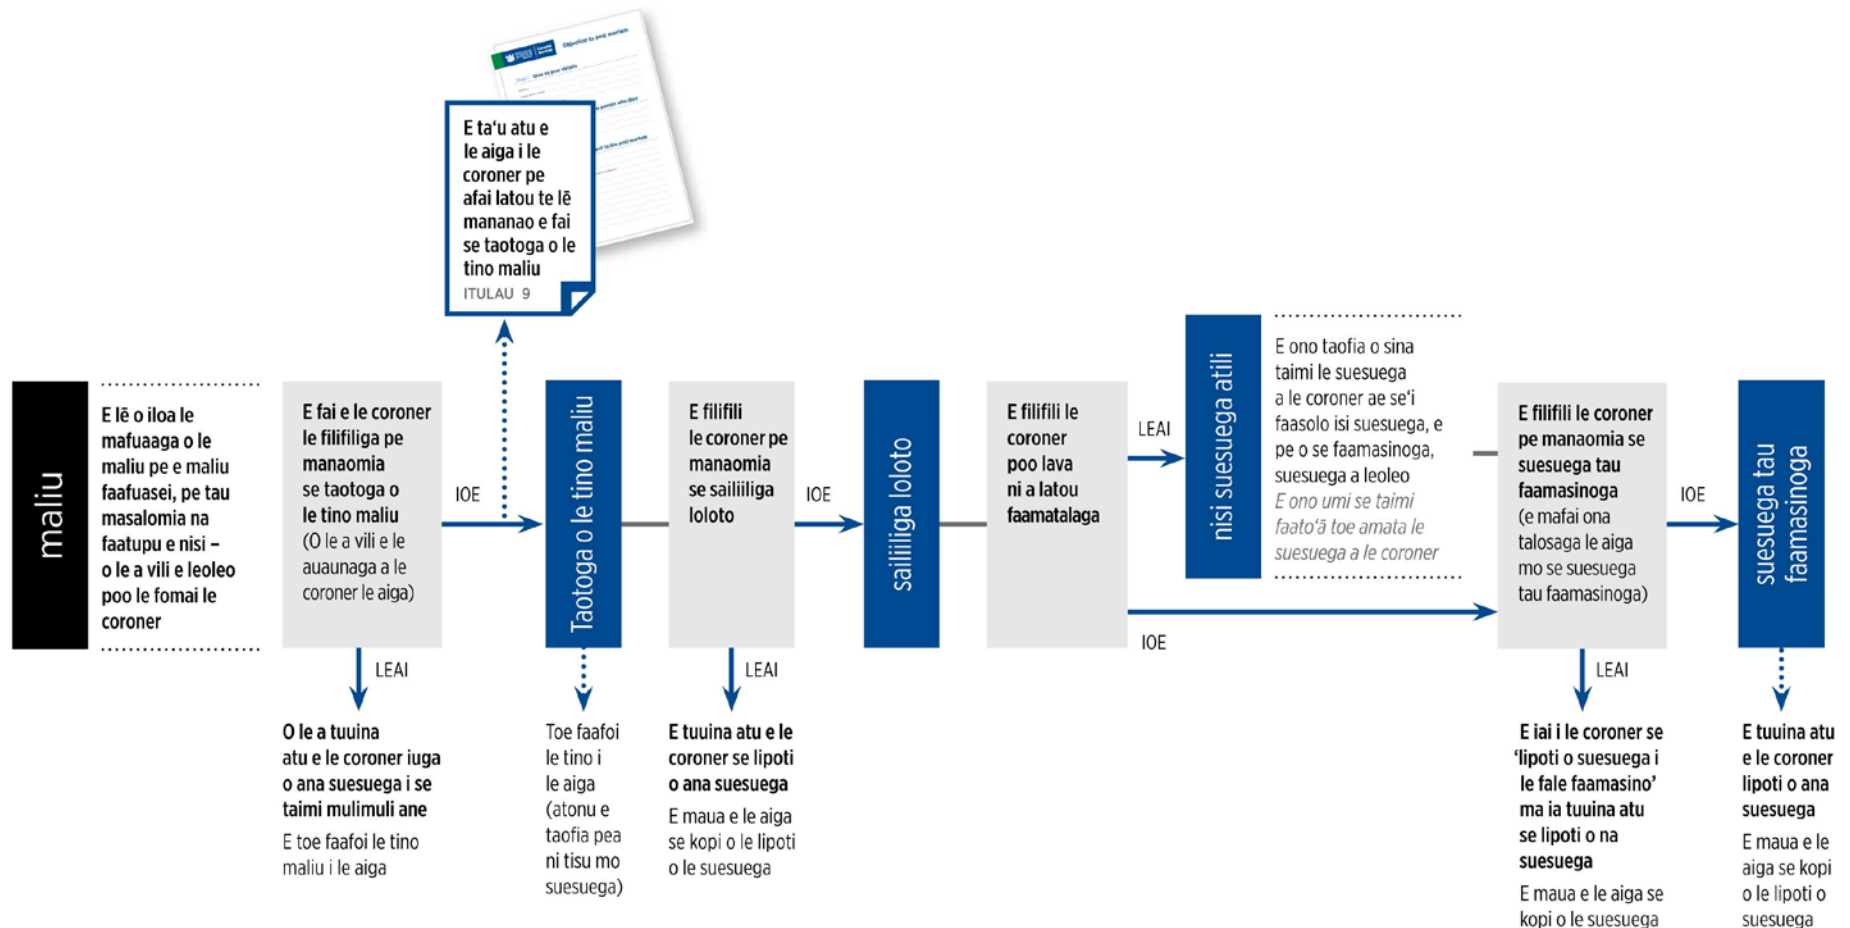 Objection to post mortem
E ta‘u atu e
le aiga i le
coroner pe
afai latou te lē
mananao e fai
se taotoga o le
tino maliu
ITULAU 9
maliu
E lē o iloa le
mafuaaga o le
maliu pe e maliu
faafuasei, pe tau
masalomia na
faatupu e nisi –
o le a vili e leoleo
poo le fomai le
coroner
E fai e le coroner
le filifiliga pe
manaomia
se taotoga o
le tino maliu
(O le a vili e le
auaunaga a le
coroner le aiga)
IOE
LEAI
O le a tuuina
atu e le coroner iuga
o ana suesuega i se
taimi mulimuli ane
E toe faafoi le tino
maliu i le aiga
Taotoga o le tino maliu
Toe faafoi
le tino i
le aiga
(atonu e
taofia pea
ni tisu mo
suesuega)
E filifili
le coroner pe
manaomia
se sailiiliga
loloto
IOE
LEAI
E tuuina atu e le
coroner se lipoti
o ana suesuega
E maua e le aiga
se kopi o le lipoti
o le suesuega
sailiiliga loloto
E filifili le
coroner
poo lava
ni a latou
faamatalaga
LEAI
IOE
nisi suesuega atili
E ono taofia o sina
taimi le suesuega
a le coroner ae se‘i
faasolo isi suesuega, e
pe o se faamasinoga,
suesuega a leoleo
E ono umi se taimi
faato‘ā toe amata le
suesuega a le coroner
E filifili le coroner
pe manaomia se
suesuega tau
faamasinoga
(e mafai ona
talosaga le aiga
mo se suesuega
tau faamasinoga)
IOE
LEAI
E iai i le coroner se
‘lipoti o suesuega i
le fale faamasino’
ma ia tuuina atu
se lipoti o na
suesuega
E maua e le aiga se
kopi o le suesuega
suesuega tau
faamasinoga
E tuuina atu
e le coroner
lipoti o ana
suesuega
E maua e le
aiga se kopi
o le lipoti o
suesuega